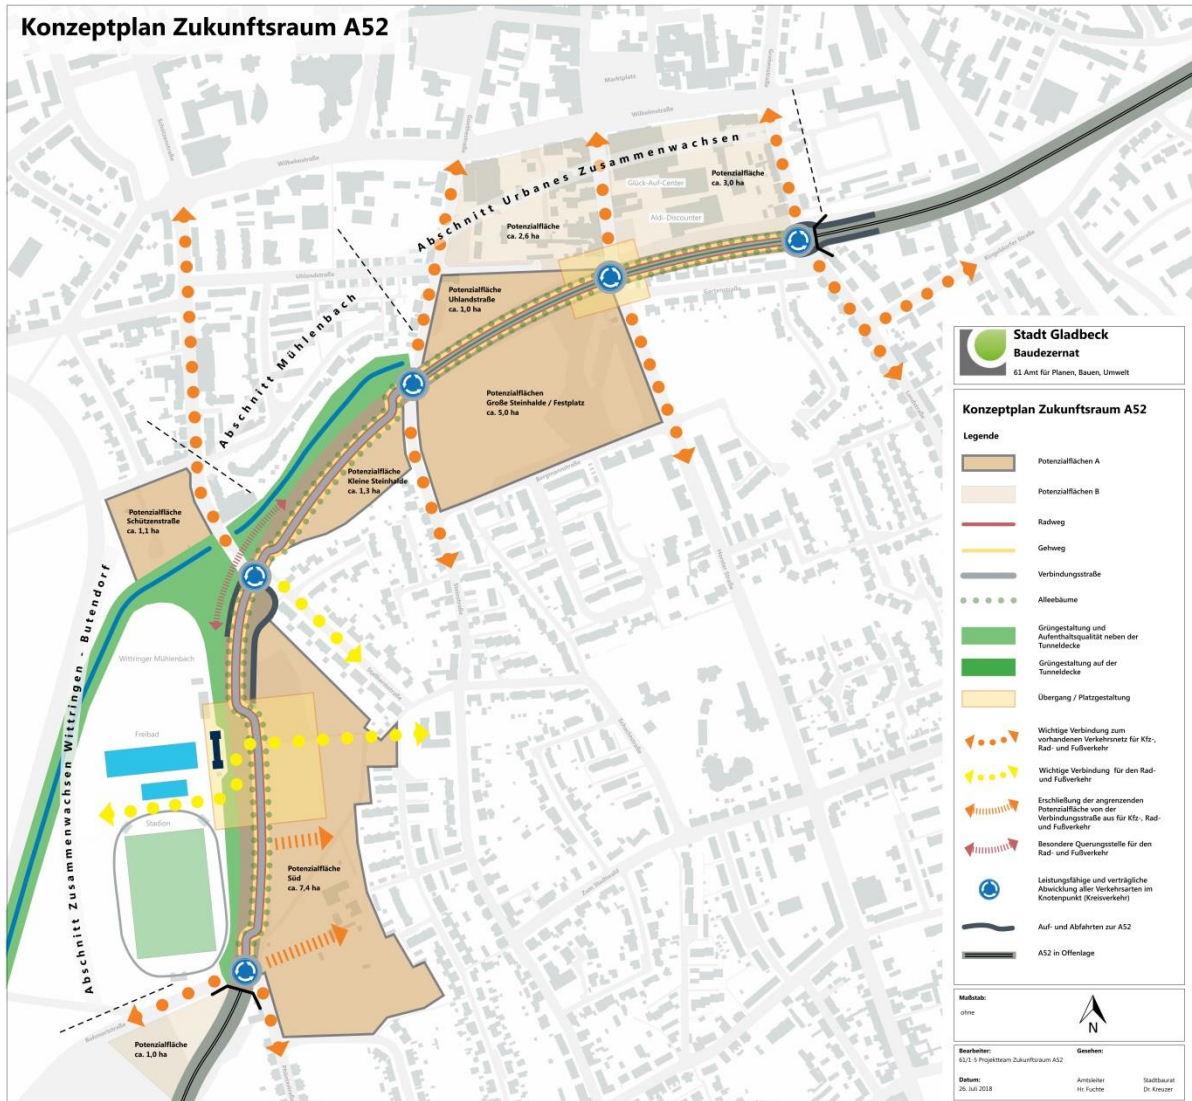 Konzeptplan Zukunftsraum A52
Marktplatz
Wilhelmstraße
Wilhelmstraße
Schützenstraße
Abschnitt Urbanes Zusammenwachsen
Glück-Auf-Center
Aldi-Discounter
Potenzialfläche
ca. 3,0 ha
Potenzialfläche
ca. 2,6 ha
Uhlandstraße
Gartenstraße
Abschnitt Mühlenbach
Potenzialfläche
Uhlandstraße
ca. 1,0 ha
Potenzialflächen
Große Steinhalde / Festplatz
ca. 5,0 ha
Potenzialfläche
Kleine Steinhalde
ca. 1,3 ha
Bergmannstraße
Potenzialfläche
Schützenstraße
ca. 1,1 ha
Abschnitt Zusammenwachsen Wittringen - Butendorf
Wittringer Mühlenbach
Freibad
Stadion
Horster Straße
Zum Stadtwald
Potenzialfläche
Süd
ca. 7,4 ha
Potenzialfläche
ca. 1,0 ha
Stadt Gladbeck
Baudezernat
61 Amt für Planen, Bauen, Umwelt
Konzeptplan Zukunftsraum A52
Legende
Potenzialflächen A
Potenzialflächen B
Radweg
Gehweg
Verbindungsstraße
Alleebäume
Grüngestaltung und
Aufenthaltsqualität neben der
Tunneldecke
Grüngestaltung auf der
Tunneldecke
Übergang / Platzgestaltung
Wichtige Verbindung zum
vorhandenen Verkehrsnetz für Kfz-,
Rad- und Fußverkehr
Wichtige Verbindung für den Rad-
und Fußverkehr
Erschließung der angrenzenden
Potenzialfläche von der
Verbindungsstraße aus für Kfz-, Rad-
und Fußverkehr
Besondere Querungsstelle für den
Rad- und Fußverkehr
Leistungsfähige und verträgliche
Abwicklung aller Verkehrsarten im
Knotenpunkt (Kreisverkehr)
Auf- und Abfahrten zur A52
A52 in Offenlage
Maßstab:
ohne
N
Bearbeiter:
61/1-5 Projektteam Zukunftsraum A52
Gesehen:
Datum:
26. Juli 2018
Amtsleiter
Hr. Fuchte
Stadtbaurat
Dr. Kreuzer